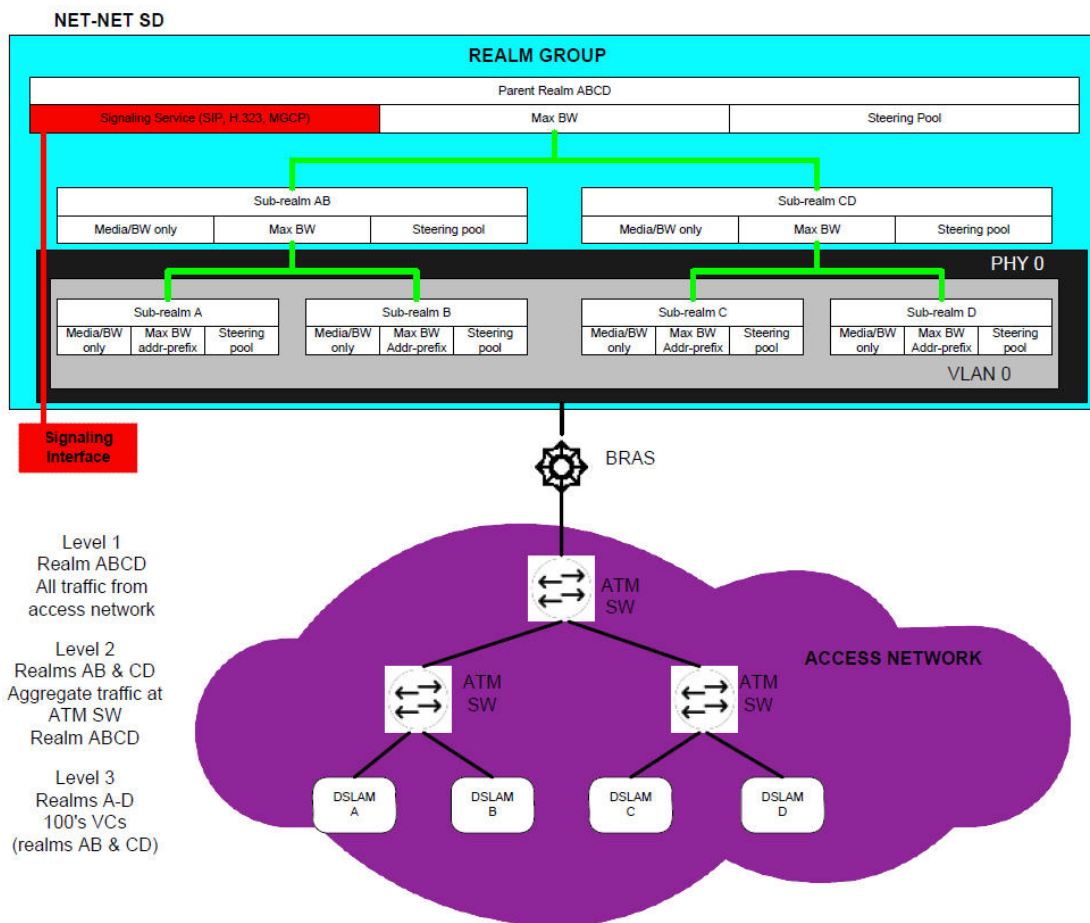 NET-NET SD
REALM GROUP
Parent Realm ABCD
Signaling Service (SIP, H.323, MGCP)
Max BW
Steering Pool
Sub-realm AB
Media/BW only
Max BW
Steering pool
Sub-realm CD
Media/BW only
Max BW
Steering pool
PHY 0
Sub-realm A
Media/BW
only
Max BW
addr-prefix
Steering
pool
Sub-realm B
Media/BW
only
Max BW
Addr-prefix
Steering
pool
Sub-realm C
Media/BW
only
Max BW
Addr-prefix
Steering
pool
Sub-realm D
Media/BW
only
Max BW
Addr-prefix
Steering
pool
VLAN 0
Signaling
Interface
BRAS
Level 1
Realm ABCD
All traffic from
access network
Level 2
Realms AB & CD
Aggregate traffic at
ATM SW
Realm ABCD
Level 3
Realms A-D
100's VCs
(realms AB & CD)
ATM
SW
ACCESS NETWORK
ATM
SW
ATM
SW
DSLAM
A
DSLAM
B
DSLAM
C
DSLAM
D